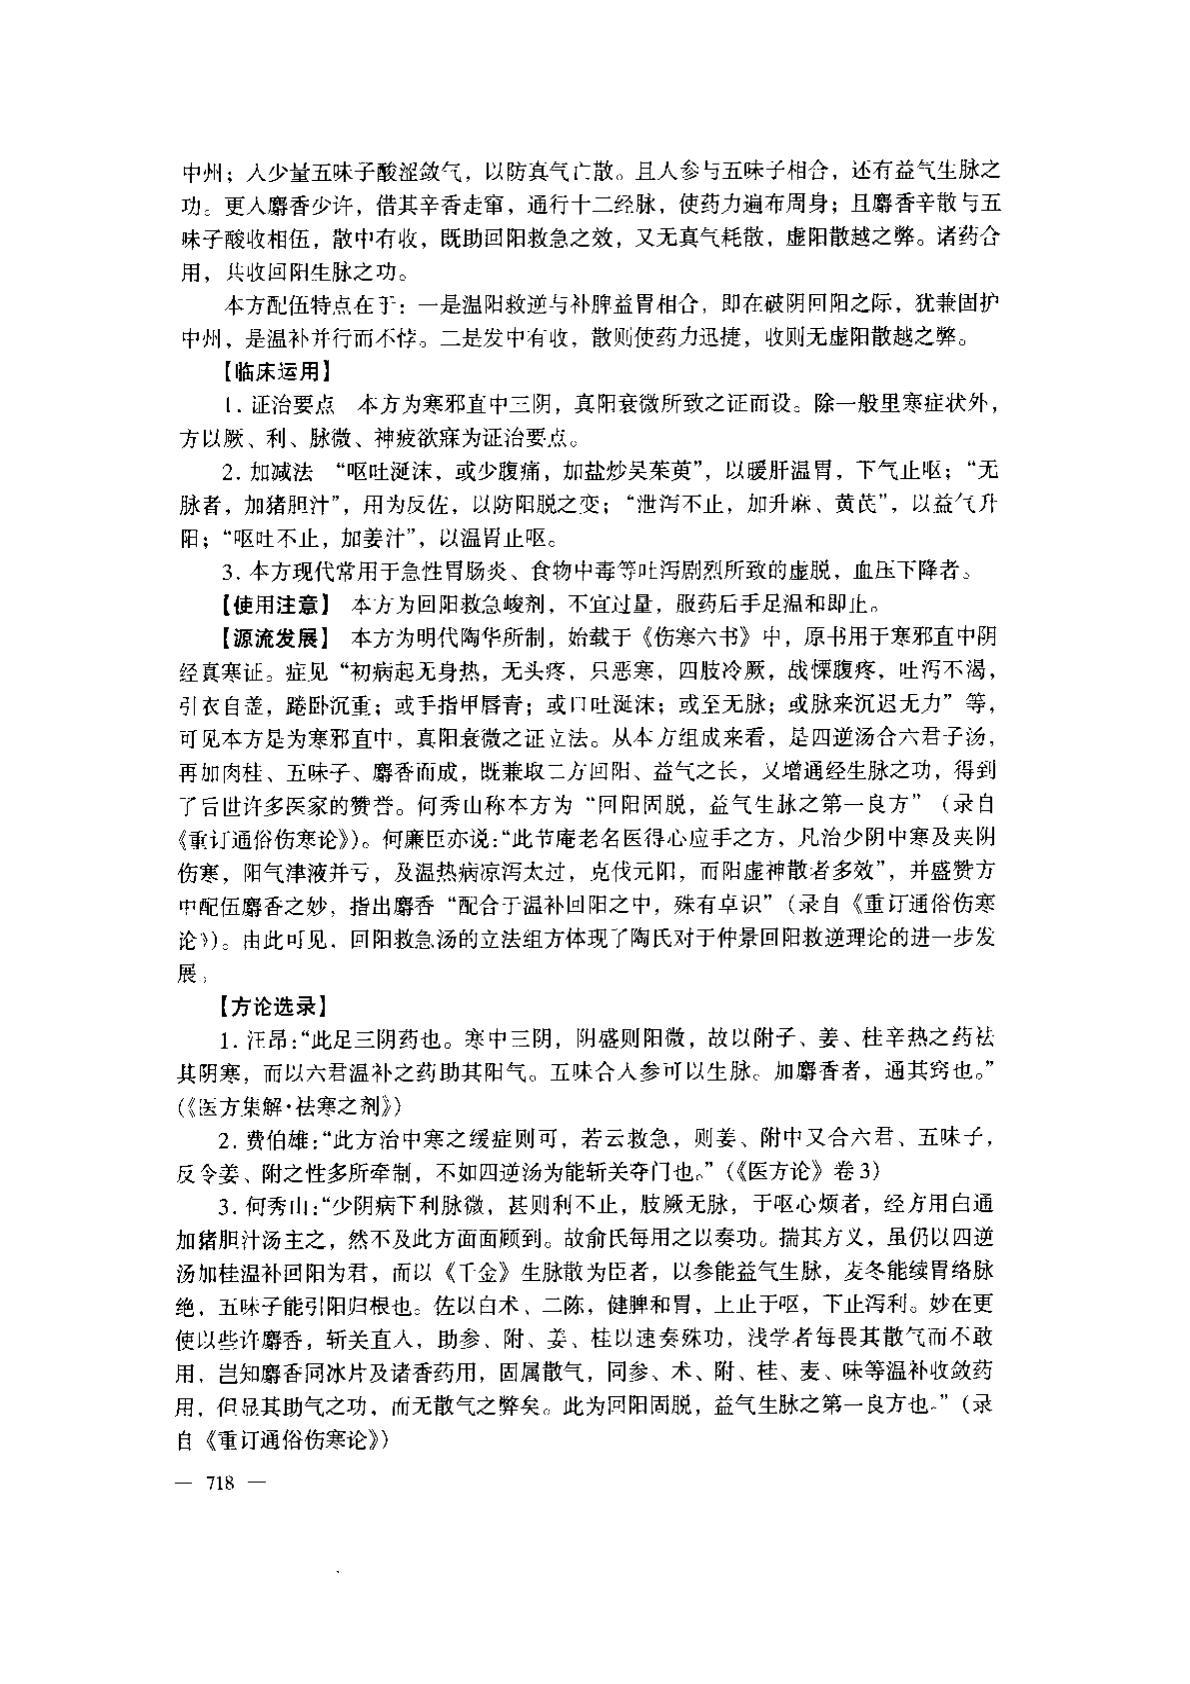 中州；入少量五味子酸涩敛气，以防真气亡散。且人参与五味子相合，还有益气生脉之
功。更入麝香少许，借其辛香走窜，通行十二经脉，使药力遍布周身；且麝香辛散与五
味子酸收相伍，散中有收，既助回阳救急之效，又无真气耗散，虚阳散越之弊。诸药合
用，共收回阳生脉之功。
本方配伍特点在于：一是温阳救逆与补脾益胃相合，即在破阴回阳之际，犹兼固护
中州，是温补并行而不悖。二是发中有收，散则使药力迅捷，收则无虚阳散越之弊。
【临床运用】
1. 证治要点　本方为寒邪直中三阴，真阳衰微所致之证而设。除一般里寒症状外，
方以厥、利、脉微、神疲欲寐为证治要点。
2. 加减法　“呕吐涎沫，或少腹痛，加盐炒吴茱萸”，以暖肝温胃，下气止呕；“无
脉者，加猪胆汁”，用为反佐，以防阳脱之变；“泄泻不止，加升麻、黄芪”，以益气升
阳；“呕吐不止，加姜汁”，以温胃止呕。
3. 本方现代常用于急性胃肠炎、食物中毒等吐泻剧烈所致的虚脱，血压下降者。
【使用注意】　本方为回阳救急峻剂，不宜过量，服药后手足温和即止。
【源流发展】　本方为明代陶华所制，始载于《伤寒六书》中，原书用于寒邪直中阴
经真寒证。症见“初病起无身热，无头疼，只恶寒，四肢冷厥，战慄腹疼，吐泻不渴，
引衣自盖，踡卧沉重；或手指甲唇青；或口吐涎沫；或至无脉；或脉来沉迟无力”等，
可见本方是为寒邪直中，真阳衰微之证立法。从本方组成来看，是四逆汤合六君子汤，
再加肉桂、五味子、麝香而成，既兼取二方回阳、益气之长，又增通经生脉之功，得到
了后世许多医家的赞誉。何秀山称本方为“回阳固脱，益气生脉之第一良方”（录自
《重订通俗伤寒论》）。何廉臣亦说：“此节庵老名医得心应手之方，凡治少阴中寒及夹阴
伤寒，阳气津液并亏，及温热病凉泻太过，克伐元阳，而阳虚神散者多效”，并盛赞方
中配伍麝香之妙，指出麝香“配合于温补回阳之中，殊有卓识”（录自《重订通俗伤寒
论》）。由此可见，回阳救急汤的立法组方体现了陶氏对于仲景回阳救逆理论的进一步发
展。
【方论选录】
1. 汪昂：“此足三阴药也。寒中三阴，阴盛则阳微，故以附子、姜、桂辛热之药祛
其阴寒，而以六君温补之药助其阳气。五味合人参可以生脉。加麝香者，通其窍也。”
（《医方集解·祛寒之剂》）
2. 费伯雄：“此方治中寒之缓症则可，若云救急，则姜、附中又合六君、五味子，
反令姜、附之性多所牵制，不如四逆汤为能斩关夺门也。”（《医方论》卷3）
3. 何秀山：“少阴病下利脉微，甚则利不止，肢厥无脉，干呕心烦者，经方用白通
加猪胆汁汤主之，然不及此方面面顾到。故俞氏每用之以奏功。揣其方义，虽仍以四逆
汤加桂温补回阳为君，而以《千金》生脉散为臣者，以参能益气生脉，麦冬能续胃络脉
绝，五味子能引阳归根也。佐以白术、二陈，健脾和胃，上止干呕，下止泻利。妙在更
使以些许麝香，斩关直入，助参、附、姜、桂以速奏殊功，浅学者每畏其散气而不敢
用，岂知麝香同冰片及诸香药用，固属散气，同参、术、附、桂、麦、味等温补收敛药
用，但显其助气之功，而无散气之弊矣。此为回阳固脱，益气生脉之第一良方也。”（录
自《重订通俗伤寒论》）
— 718 —